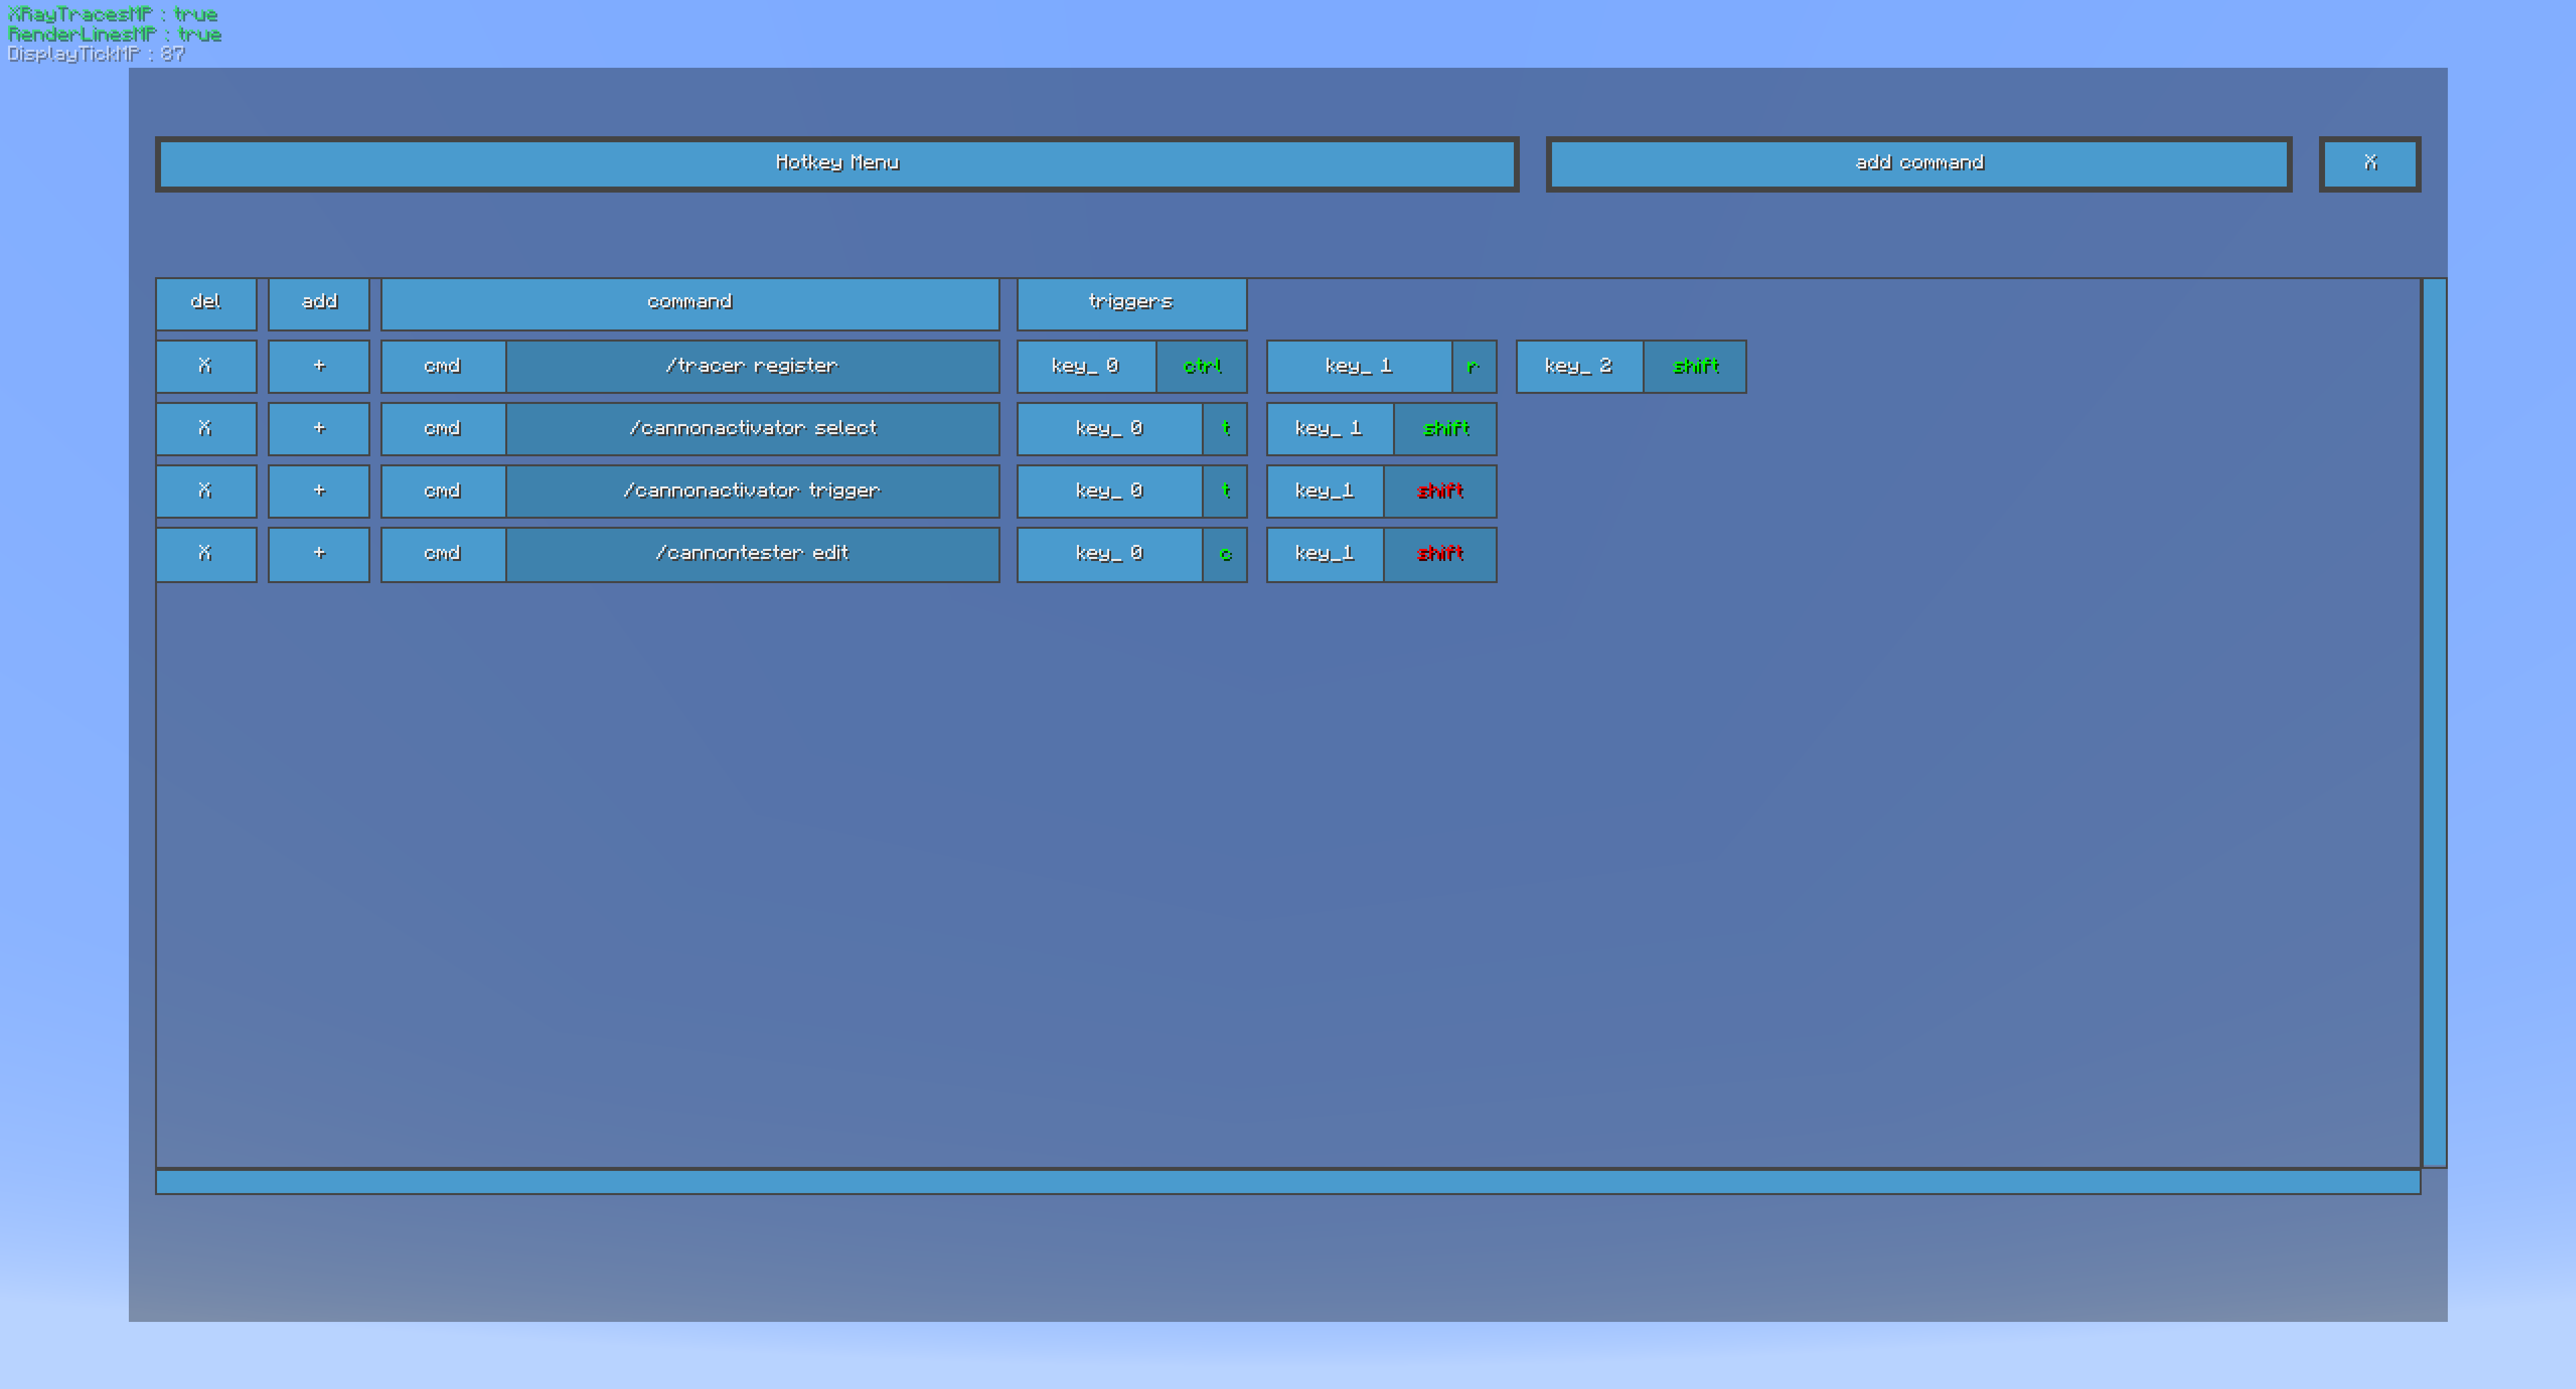 XRayTracesMP : true
RenderLinesMP : true
DisplayTickMP : 87
Hotkey Menu add command X
del add command triggers
X + cmd /tracer register key_ 0 ctrl key_ 1 r key_ 2 shift
X + cmd /cannonactivator select key_ 0 t key_ 1 shift
X + cmd /cannonactivator trigger key_ 0 t key_1 shift
X + cmd /cannontester edit key_ 0 c key_1 shift